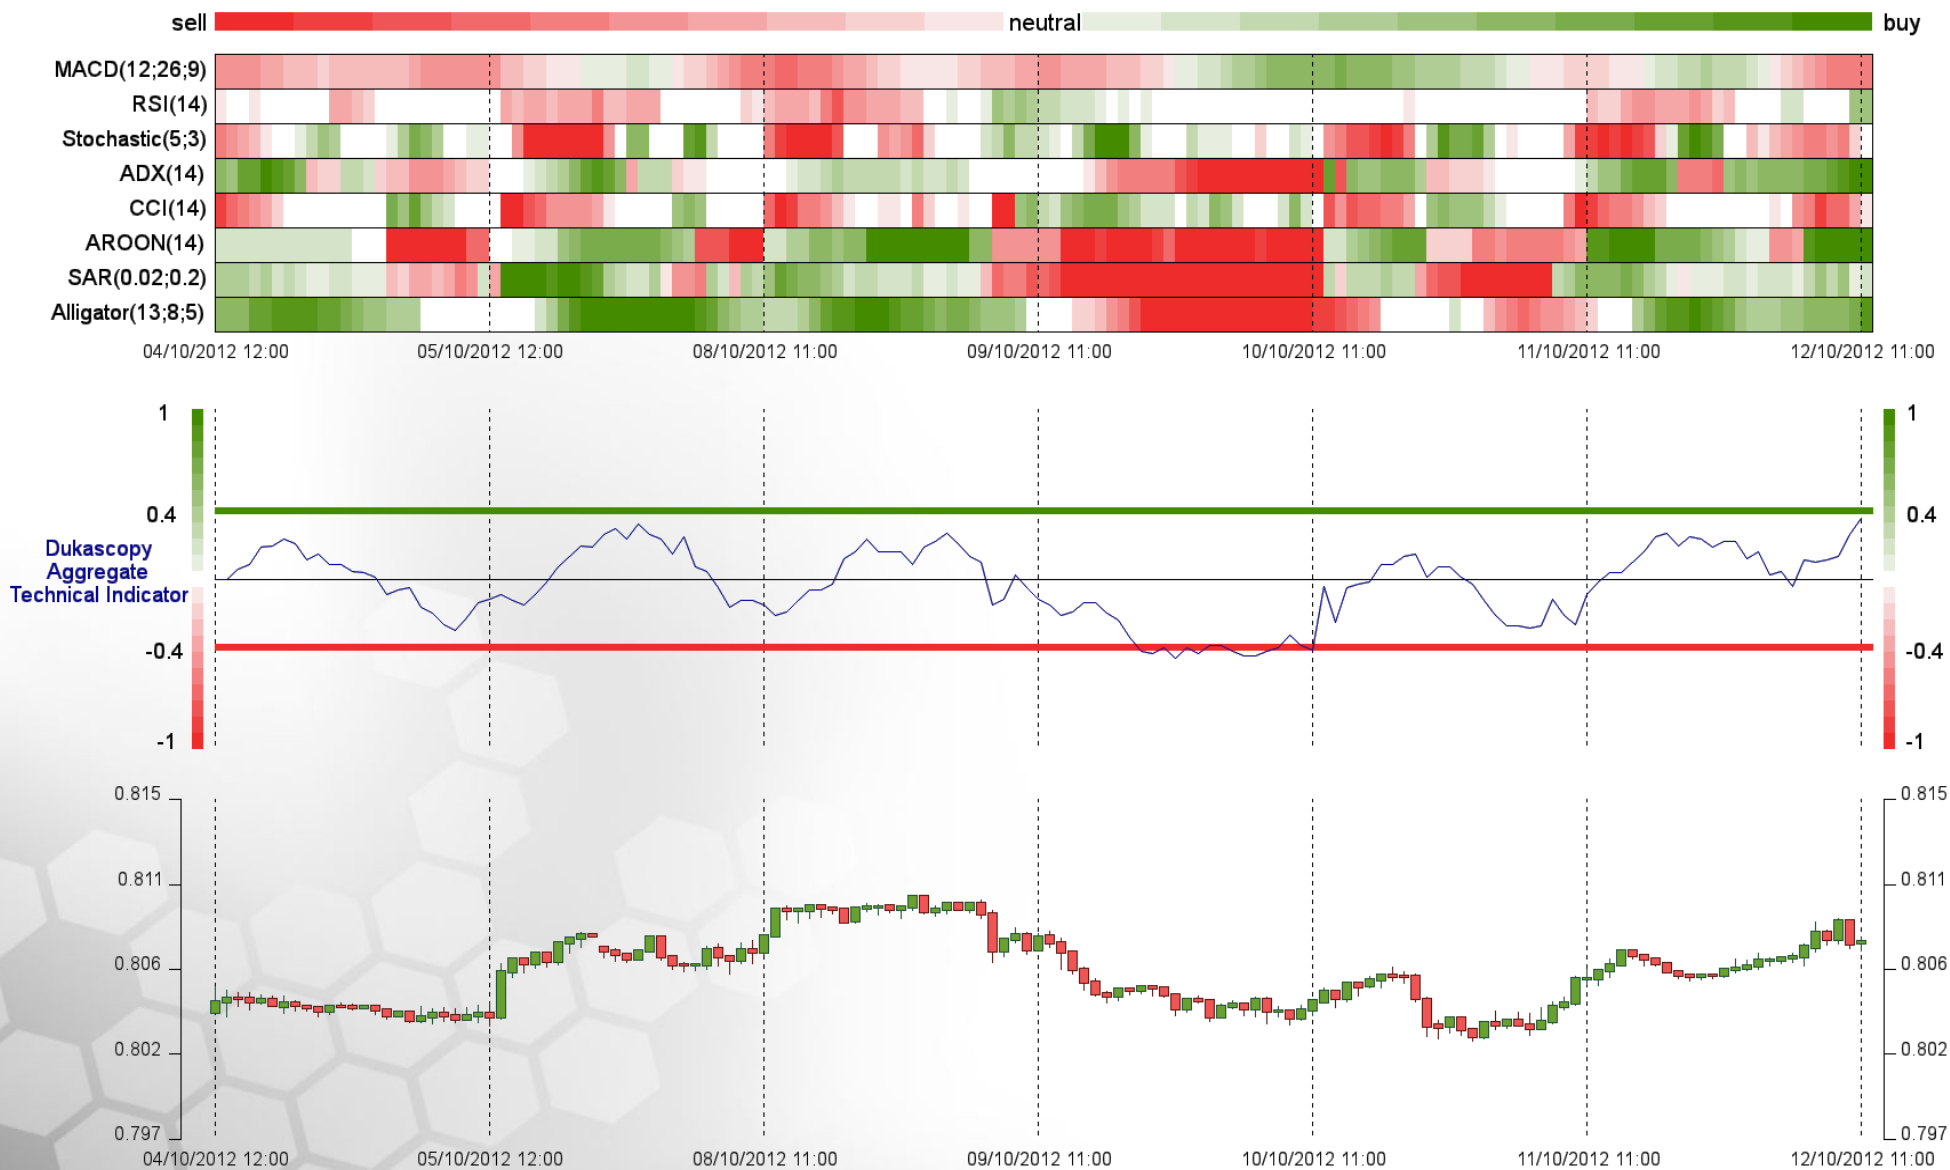 sell neutral buy
MACD(12;26;9)
RSI(14)
Stochastic(5;3)
ADX(14)
CCI(14)
AROON(14)
SAR(0.02;0.2)
Alligator(13;8;5)
04/10/2012 12:00 05/10/2012 12:00 08/10/2012 11:00 09/10/2012 11:00 10/10/2012 11:00 11/10/2012 11:00 12/10/2012 11:00
1 1
0.4 0.4
Dukascopy
Aggregate
Technical Indicator
-0.4 -0.4
-1 -1
0.815 0.815
0.811 0.811
0.806 0.806
0.802 0.802
0.797 0.797
04/10/2012 12:00 05/10/2012 12:00 08/10/2012 11:00 09/10/2012 11:00 10/10/2012 11:00 11/10/2012 11:00 12/10/2012 11:00